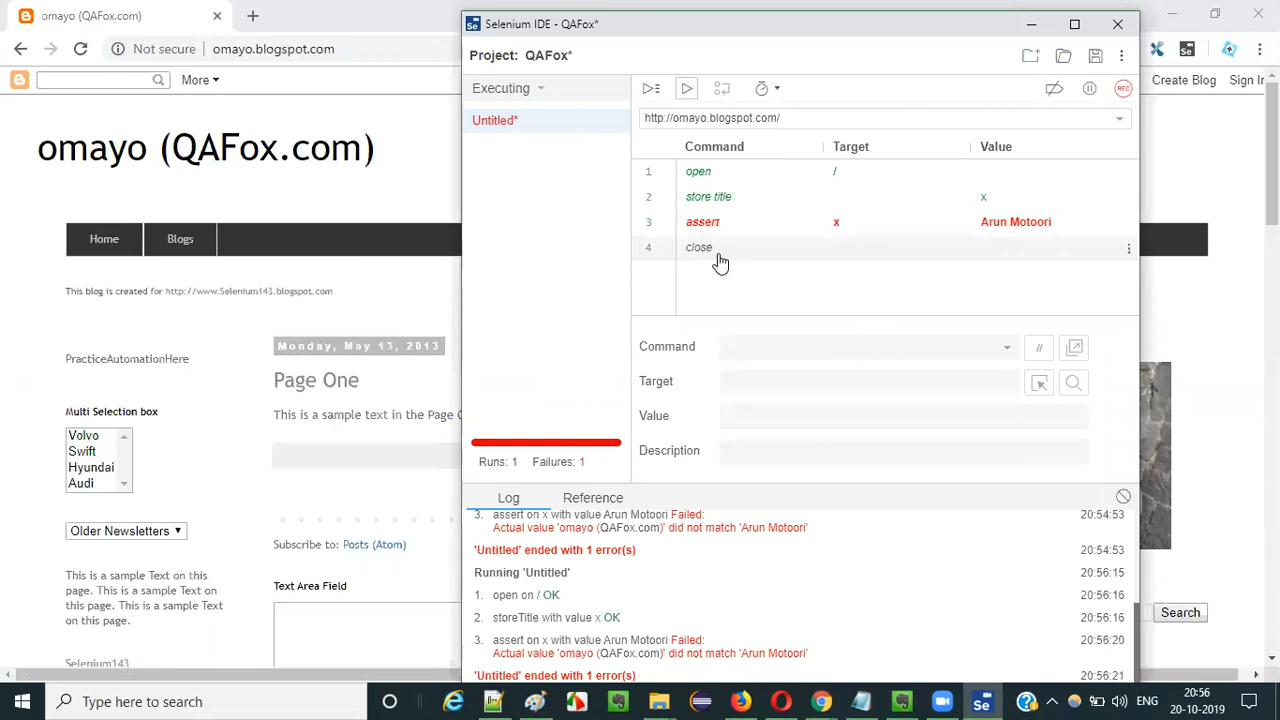 omayo (QAFox.com)
Not secure
omayo.blogspot.com
More
Create Blog
Sign In
omayo (QAFox.com)
Home
Blogs
This blog is created for http://www.Selenium143.blogspot.com
PracticeAutomationHere
Multi Selection box
Volvo
Swift
Hyundai
Audi
Older Newsletters
This is a sample Text on this
page. This is a sample Text on
this page. This is a sample Text
on this page.
Selenium143
Monday, May 13, 2013
Page One
This is a sample text in the Page O
Subscribe to: Posts (Atom)
Text Area Field
Search
Selenium IDE - QAFox*
Project: QAFox*
Executing
Untitled*
Runs: 1 Failures: 1
REC
http://omayo.blogspot.com/
Command Target Value
1 open /
2 store title x
3 assert x Arun Motoori
4 close
Command
//
Target
Value
Description
Log Reference
3. assert on x with value Arun Motoori Failed: 20:54:53
Actual value 'omayo (QAFox.com)' did not match 'Arun Motoori'
'Untitled' ended with 1 error(s) 20:54:53
Running 'Untitled' 20:56:15
1. open on / OK 20:56:16
2. storeTitle with value x OK 20:56:16
3. assert on x with value Arun Motoori Failed: 20:56:20
Actual value 'omayo (QAFox.com)' did not match 'Arun Motoori'
'Untitled' ended with 1 error(s) 20:56:21
Type here to search
ENG
20:56
20-10-2019